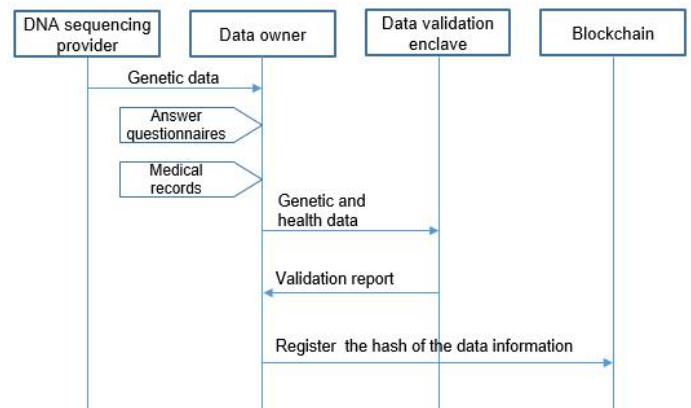 DNA sequencing
provider
Data owner
Data validation
enclave
Blockchain
Genetic data
Answer
questionnaires
Medical
records
Genetic and
health data
Validation report
Register the hash of the data information